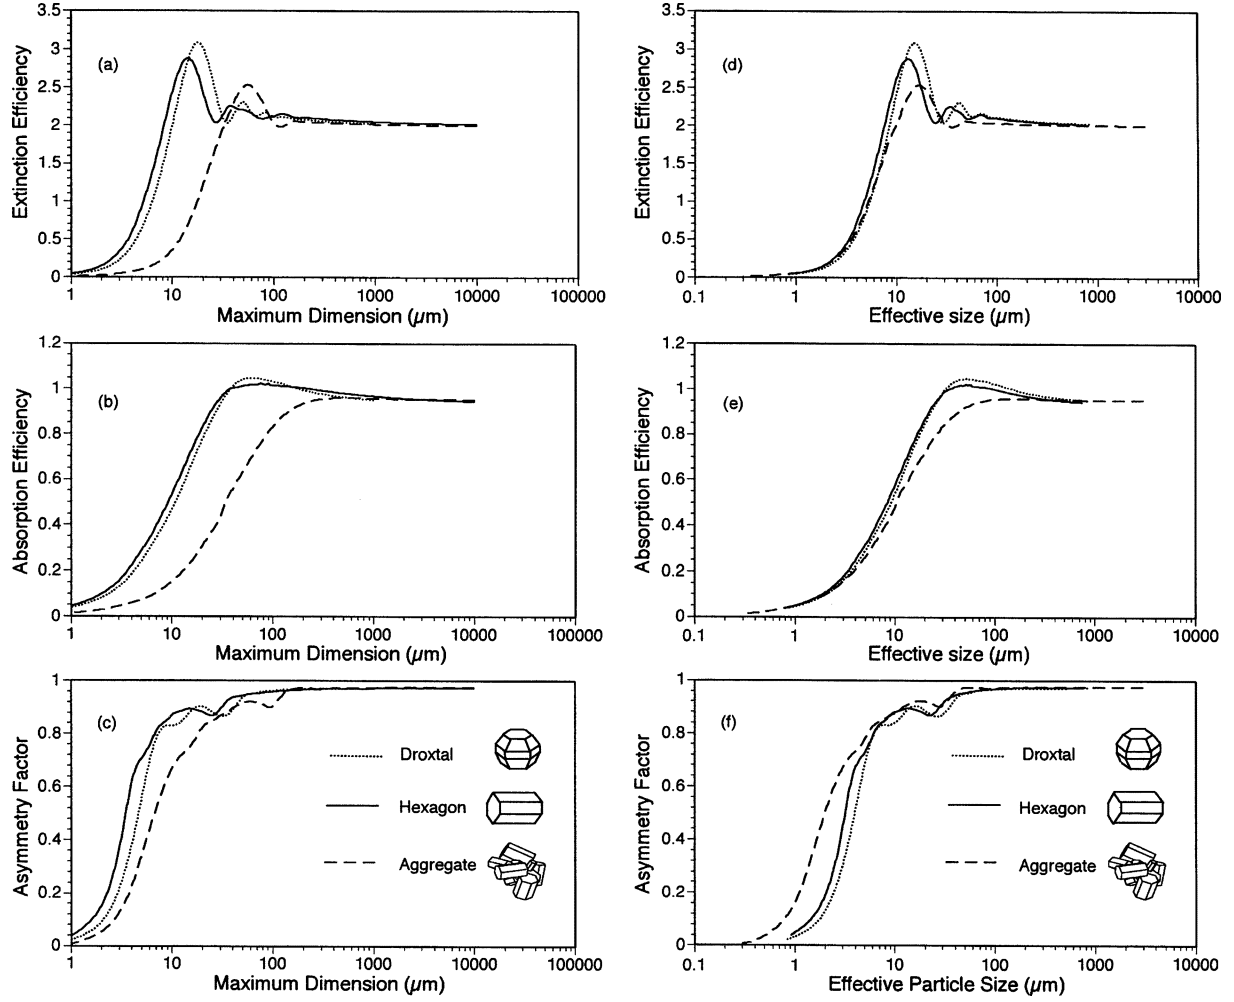 3.5
3
2.5
2
1.5
1
0.5
0
Extinction Efficiency
(a)
1 10 100 1000 10000 100000
Maximum Dimension (µm)
3.5
3
2.5
2
1.5
1
0.5
0
Extinction Efficiency
(d)
0.1 1 10 100 1000 10000
Effective size (µm)
1.2
1
0.8
0.6
0.4
0.2
0
Absorption Efficiency
(b)
1 10 100 1000 10000 100000
Maximum Dimension (µm)
1.2
1
0.8
0.6
0.4
0.2
0
Absorption Efficiency
(e)
0.1 1 10 100 1000 10000
Effective size (µm)
1
0.8
0.6
0.4
0.2
0
Asymmetry Factor
(c)
Droxtal
Hexagon
Aggregate
1 10 100 1000 10000 100000
Maximum Dimension (µm)
1
0.8
0.6
0.4
0.2
0
Asymmetry Factor
(f)
Droxtal
Hexagon
Aggregate
0.1 1 10 100 1000 10000
Effective Particle Size (µm)